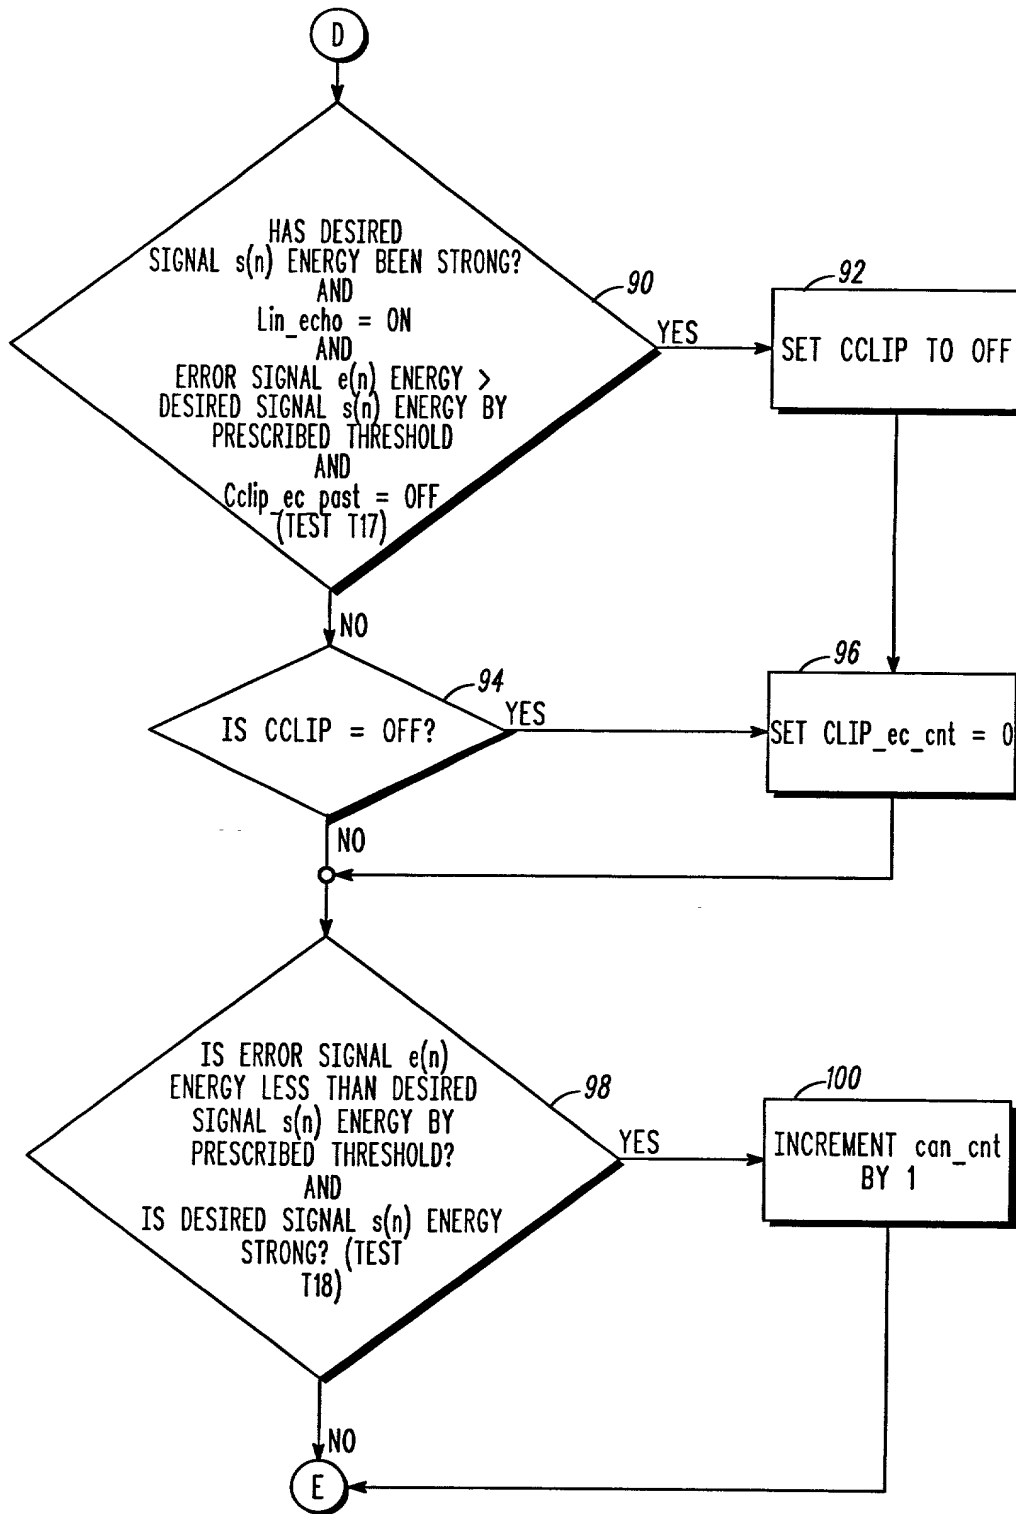 D
HAS DESIRED
SIGNAL s(n) ENERGY BEEN STRONG?
AND
Lin_echo = ON
AND
ERROR SIGNAL e(n) ENERGY >
DESIRED SIGNAL s(n) ENERGY BY
PRESCRIBED THRESHOLD
AND
Cclip_ec_past = OFF
(TEST T17)
90
YES
92
SET CCLIP TO OFF
NO
IS CCLIP = OFF?
94
YES
96
SET CLIP_ec_cnt = 0
NO
IS ERROR SIGNAL e(n)
ENERGY LESS THAN DESIRED
SIGNAL s(n) ENERGY BY
PRESCRIBED THRESHOLD?
AND
IS DESIRED SIGNAL s(n) ENERGY
STRONG? (TEST
T18)
98
YES
100
INCREMENT can_cnt
BY 1
NO
E